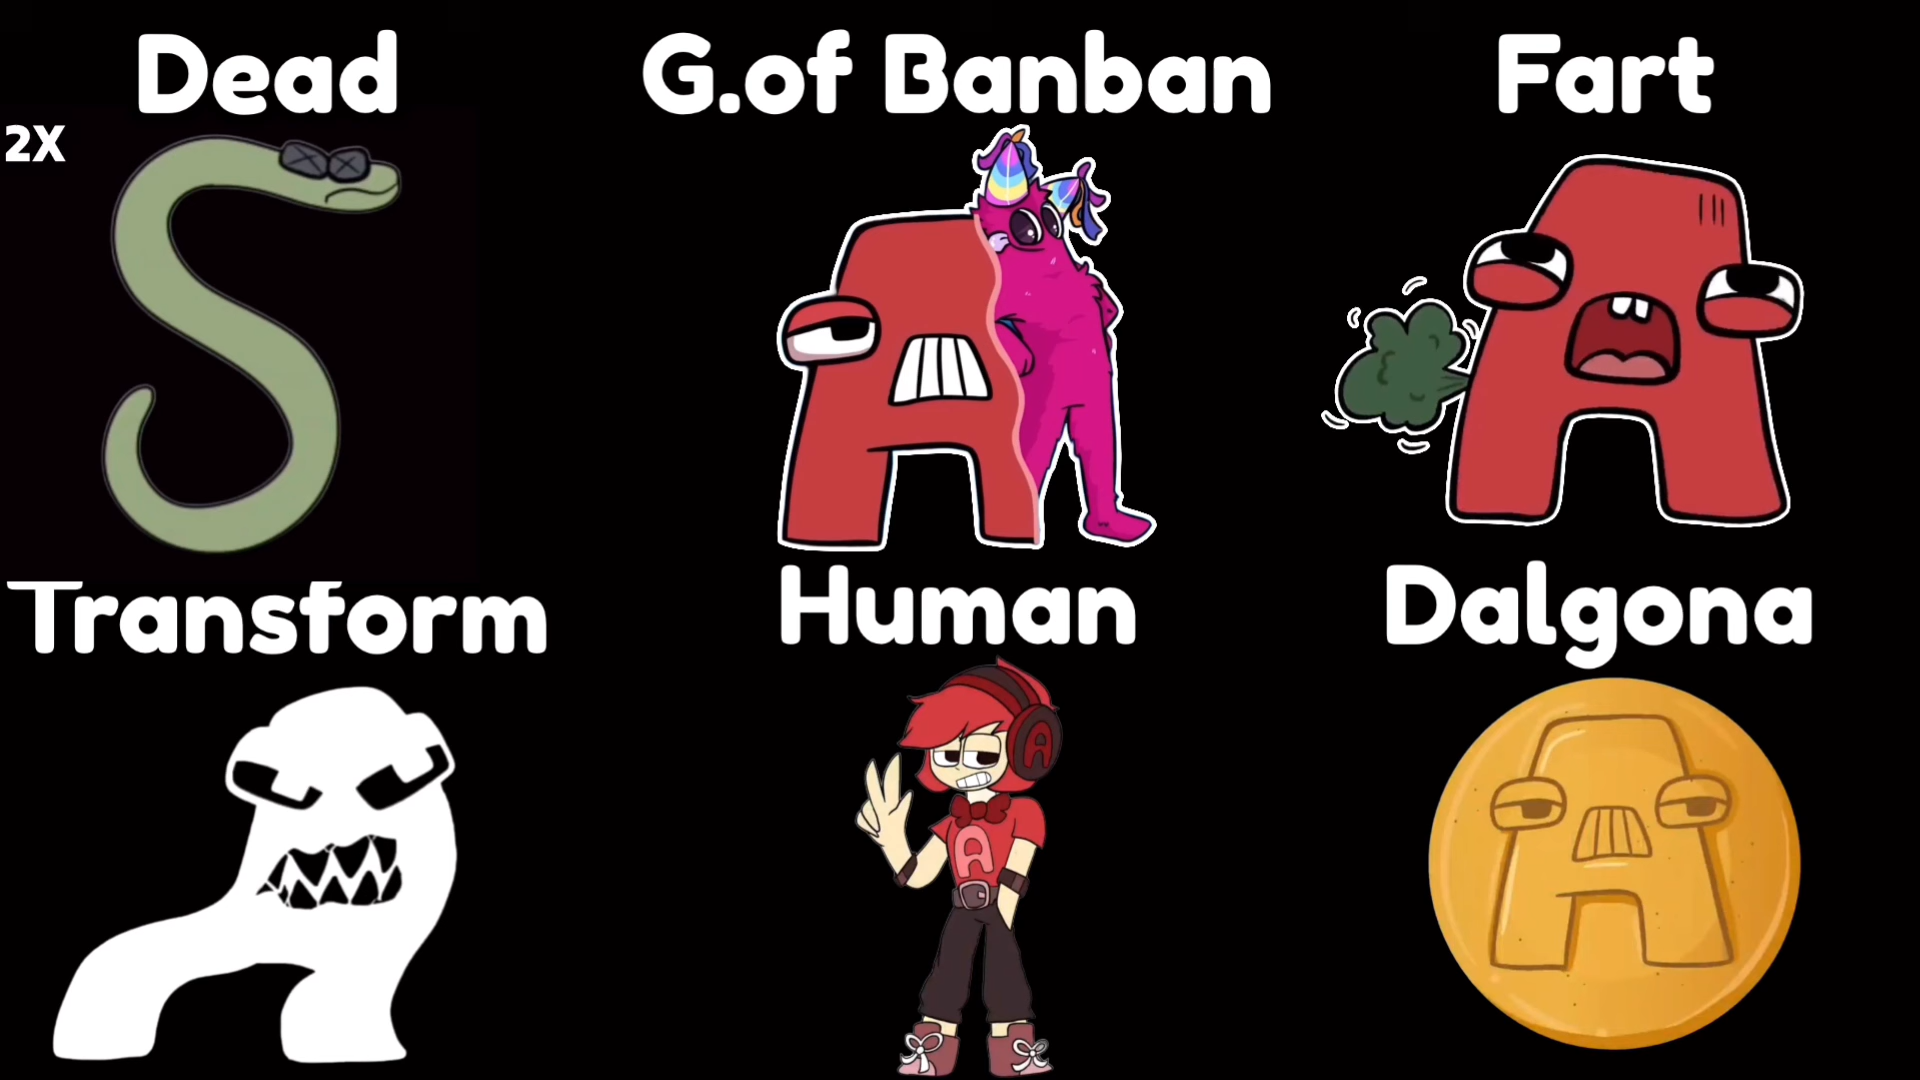 Dead
G.of Banban
Fart
2X
Transform
Human
Dalgona
A
A